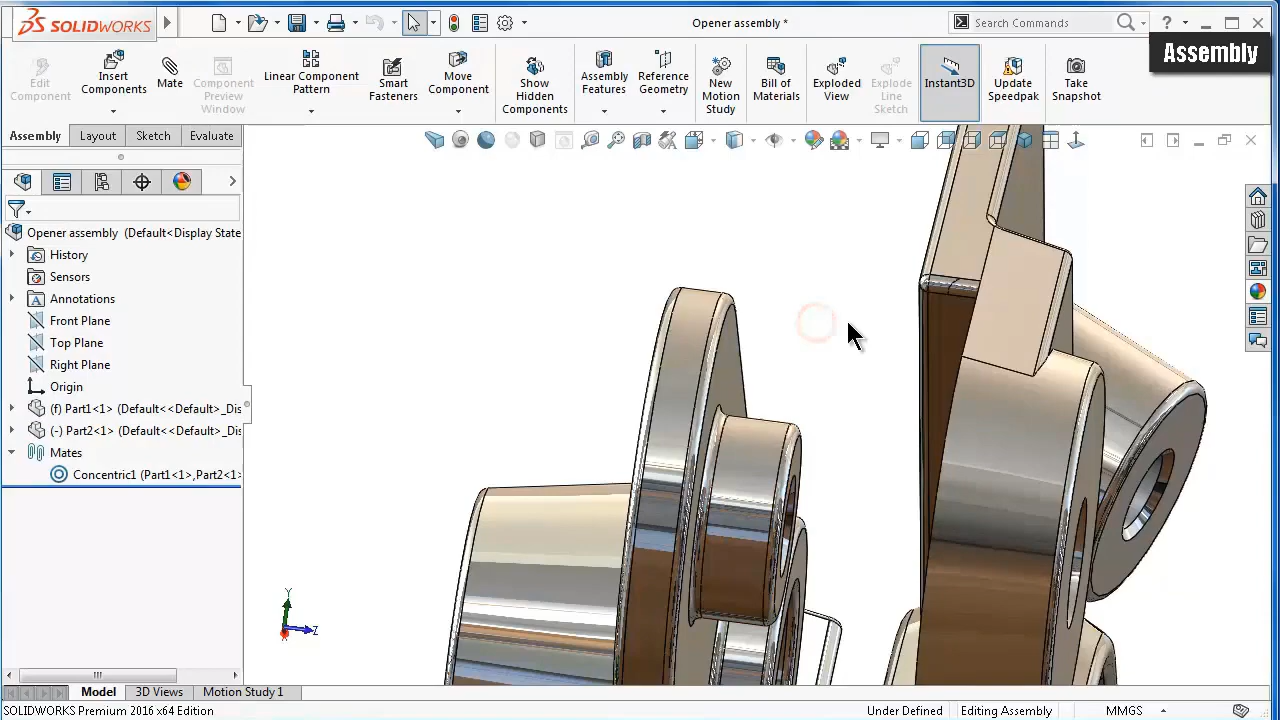 SOLIDWORKS
Opener assembly *
Search Commands
?
Assembly
Edit Component
Insert Components
Mate
Component Preview Window
Linear Component Pattern
Smart Fasteners
Move Component
Show Hidden Components
Assembly Features
Reference Geometry
New Motion Study
Bill of Materials
Exploded View
Explode Line Sketch
Instant3D
Update Speedpak
Take Snapshot
Assembly
Layout
Sketch
Evaluate
Opener assembly (Default<Display State
History
Sensors
Annotations
Front Plane
Top Plane
Right Plane
Origin
(f) Part1<1> (Default<<Default>_Dis
(-) Part2<1> (Default<<Default>_Dis
Mates
Concentric1 (Part1<1>,Part2<1>
Y
Z
Model
3D Views
Motion Study 1
SOLIDWORKS Premium 2016 x64 Edition
Under Defined
Editing Assembly
MMGS